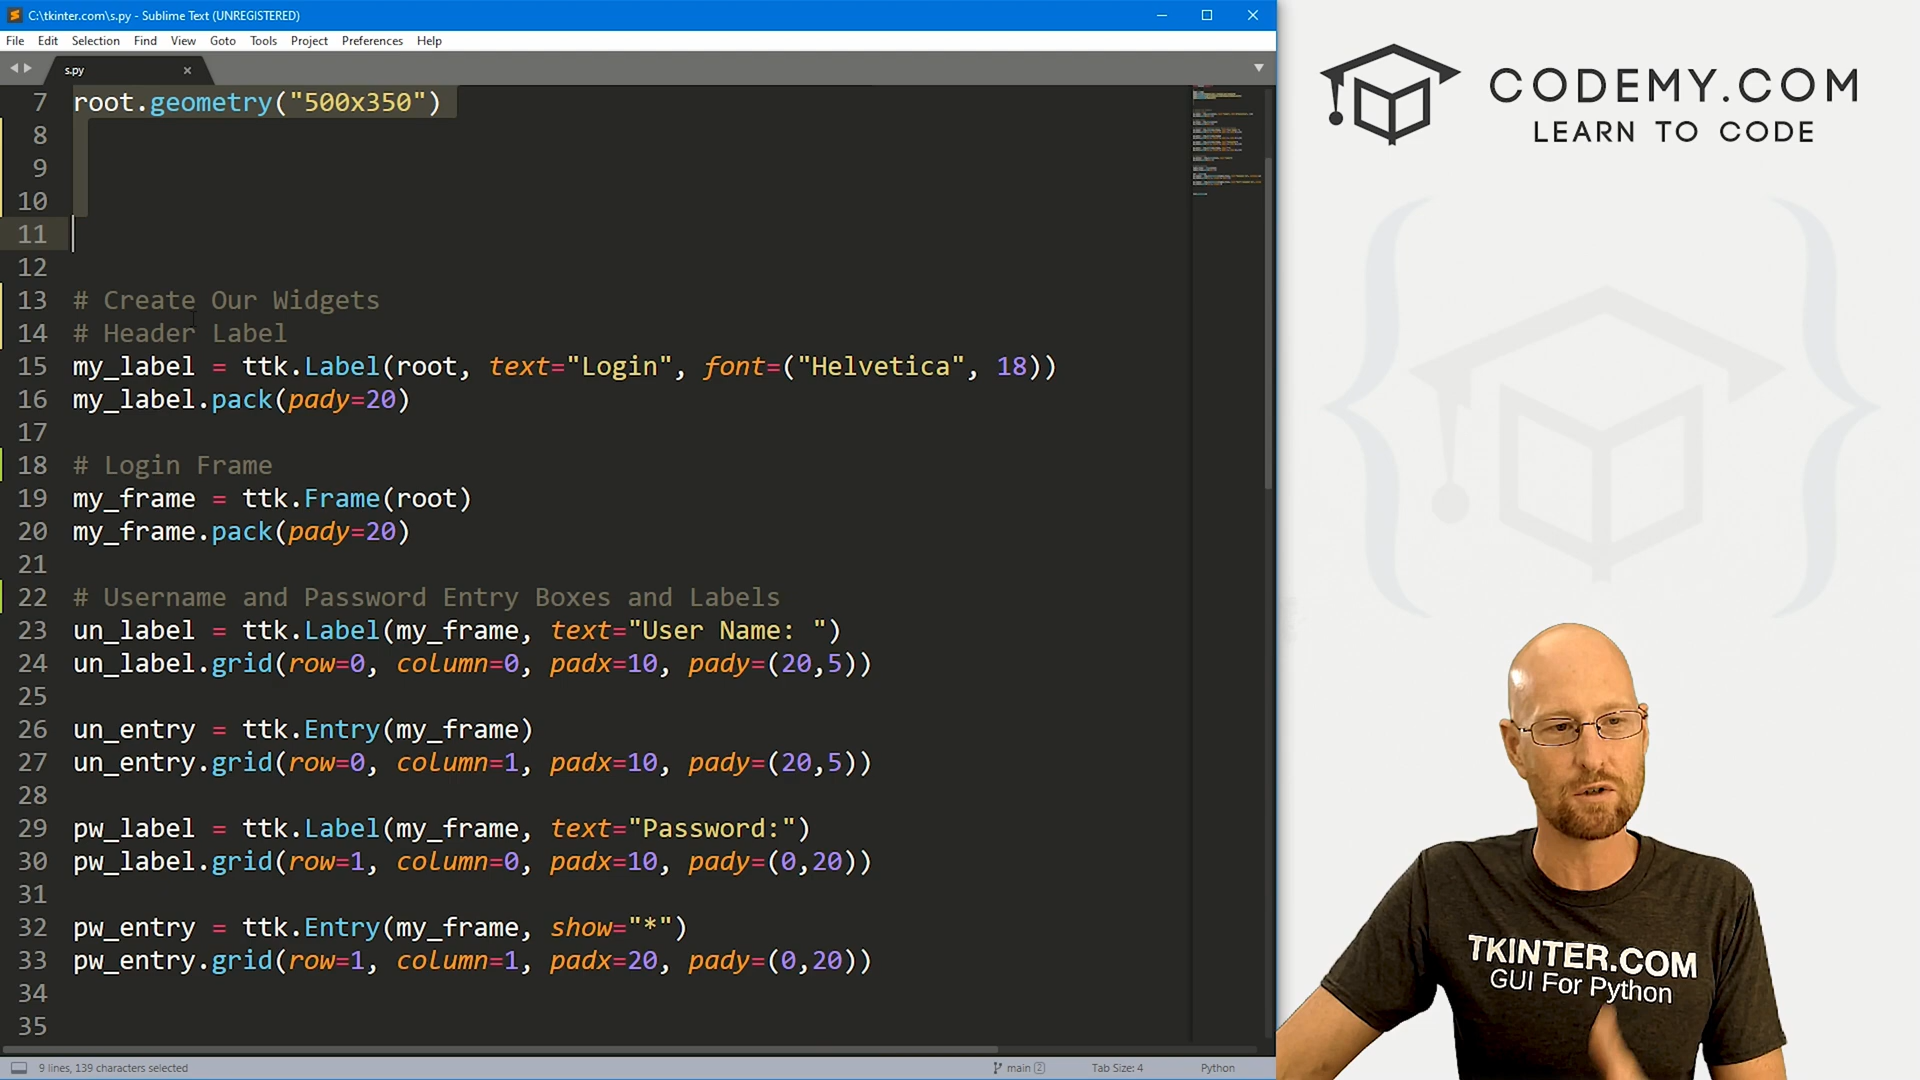 C:\tkinter.com\s.py - Sublime Text (UNREGISTERED)
File Edit Selection Find View Goto Tools Project Preferences Help
s.py
7 root.geometry("500x350")
8
9
10
11
12
13 # Create Our Widgets
14 # Header Label
15 my_label = ttk.Label(root, text="Login", font=("Helvetica", 18))
16 my_label.pack(pady=20)
17
18 # Login Frame
19 my_frame = ttk.Frame(root)
20 my_frame.pack(pady=20)
21
22 # Username and Password Entry Boxes and Labels
23 un_label = ttk.Label(my_frame, text="User Name: ")
24 un_label.grid(row=0, column=0, padx=10, pady=(20,5))
25
26 un_entry = ttk.Entry(my_frame)
27 un_entry.grid(row=0, column=1, padx=10, pady=(20,5))
28
29 pw_label = ttk.Label(my_frame, text="Password:")
30 pw_label.grid(row=1, column=0, padx=10, pady=(0,20))
31
32 pw_entry = ttk.Entry(my_frame, show="*")
33 pw_entry.grid(row=1, column=1, padx=20, pady=(0,20))
34
35
9 lines, 139 characters selected
main 2
Tab Size: 4
Python
CODEMY.COM
LEARN TO CODE
TKINTER.COM
GUI For Python